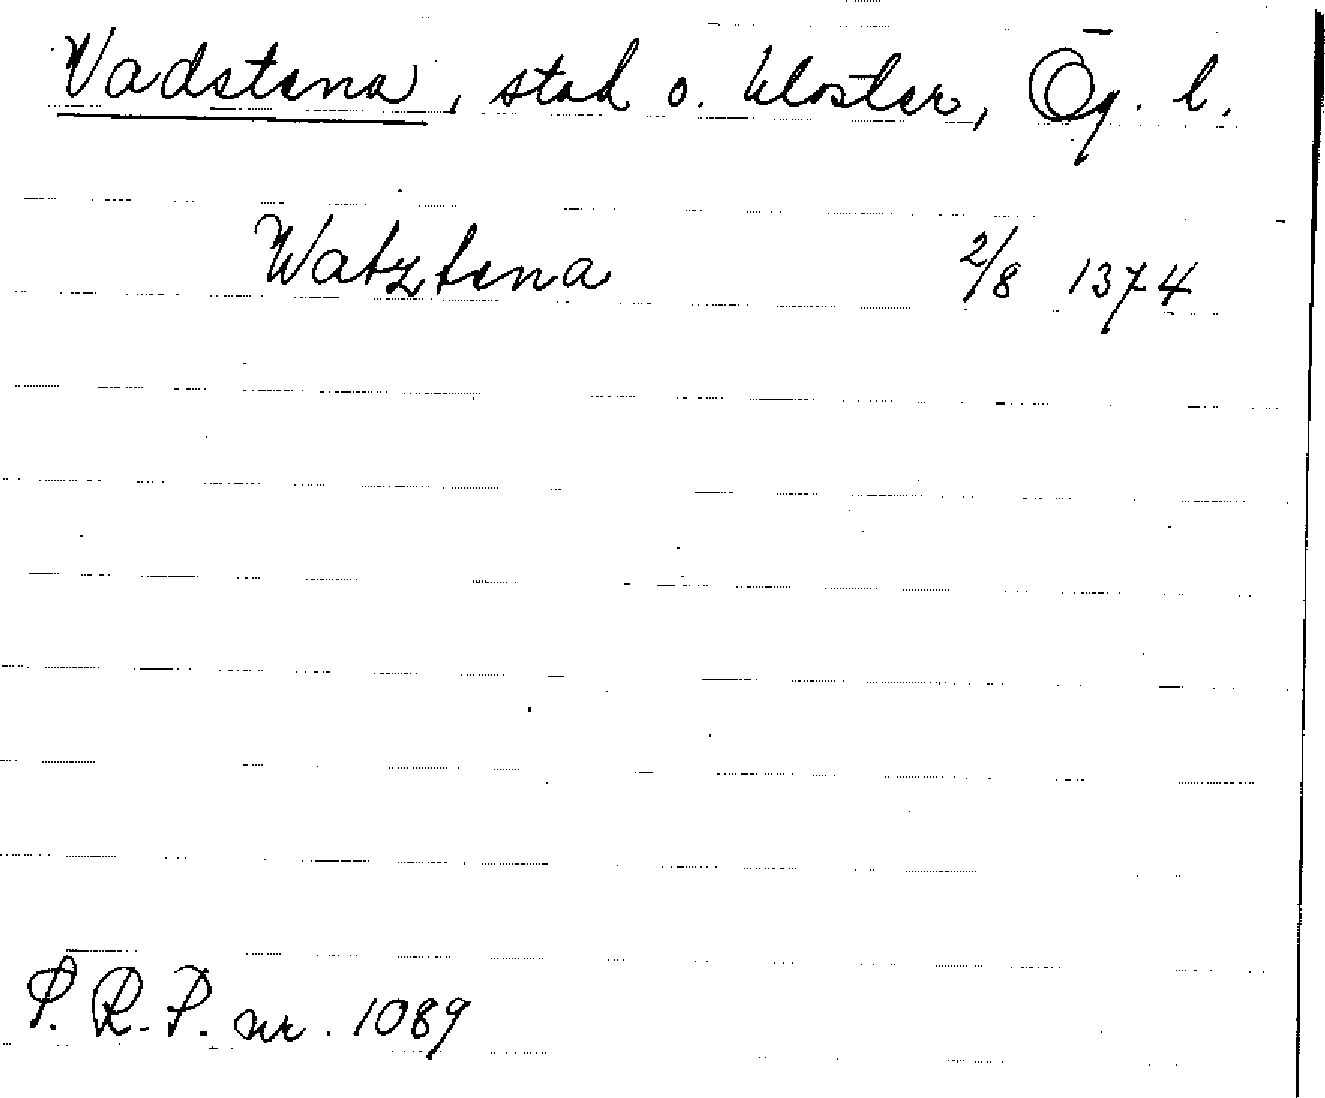 Vadstena, stad o. kloster, Ög. l.
Watztena 2/8 1374
P. R. P. nr. 1089